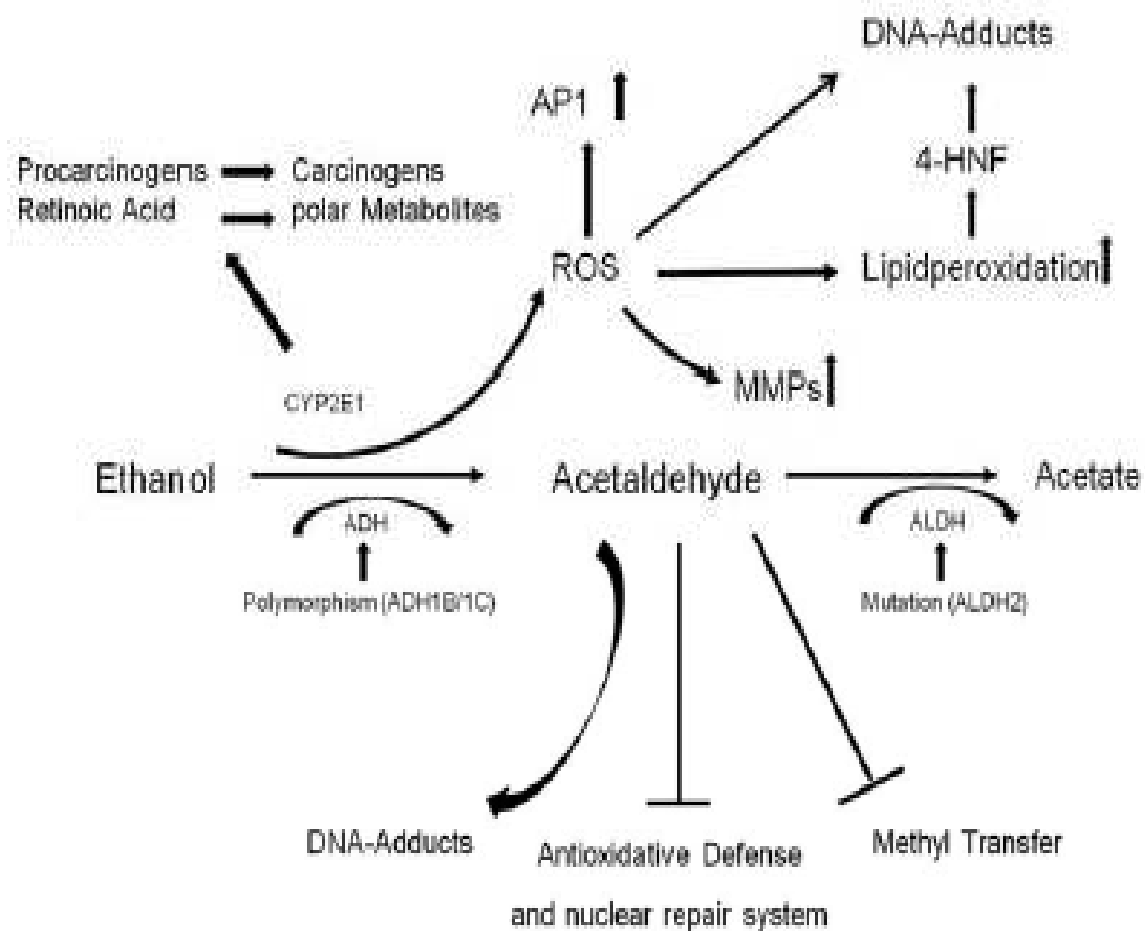 DNA-Adducts
AP1
4-HNF
Procarcinogens Carcinogens
Retinoic Acid polar Metabolites
ROS
Lipidperoxidation
MMPs
CYP2E1
Ethanol Acetaldehyde Acetate
ADH ALDH
Polymorphism (ADH1B/1C) Mutation (ALDH2)
DNA-Adducts Antioxidative Defense Methyl Transfer
and nuclear repair system